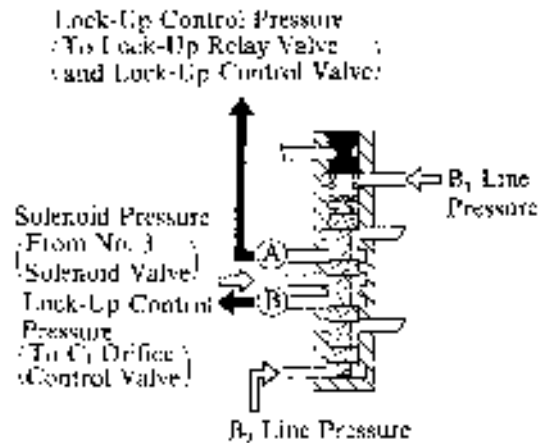 Lock-Up Control Pressure
(To Lock-Up Relay Valve
and Lock-Up Control Valve)
B1 Line
Pressure
Solenoid Pressure
(From No. 3
Solenoid Valve)
A
Lock-Up Control
B
Pressure
(To C1 Orifice
Control Valve)
Line Pressure